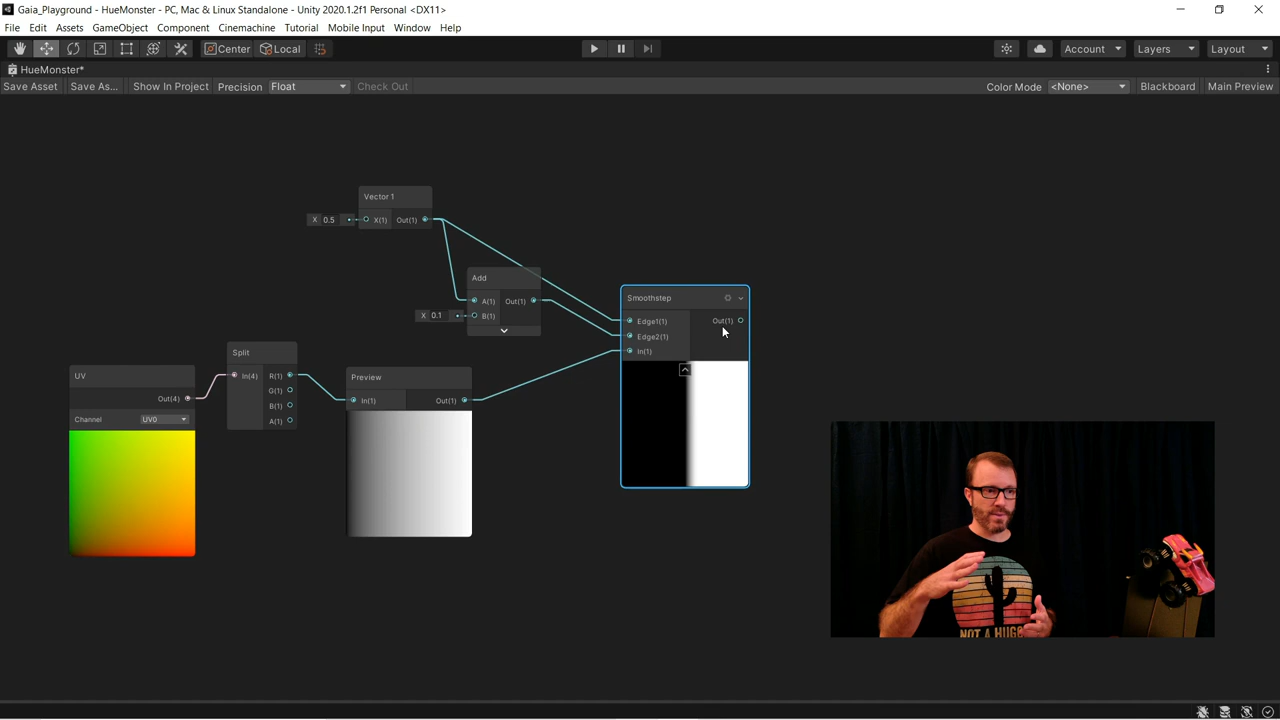 Gaia_Playground - HueMonster - PC, Mac & Linux Standalone - Unity 2020.1.2f1 Personal <DX11>
File Edit Assets GameObject Component Cinemachine Tutorial Mobile Input Window Help
Center Local Account Layers Layout
HueMonster*
Save Asset Save As... Show In Project Precision Float Check Out Color Mode <None> Blackboard Main Preview
Vector 1
X 0.5 X(1) Out(1)
Add
A(1) Out(1)
X 0.1 B(1)
Smoothstep
Edge1(1) Out(1)
Edge2(1)
In(1)
Split
In(4) R(1)
G(1)
B(1)
A(1)
UV
Out(4)
Channel UV0
Preview
In(1) Out(1)
NOT A HUGG